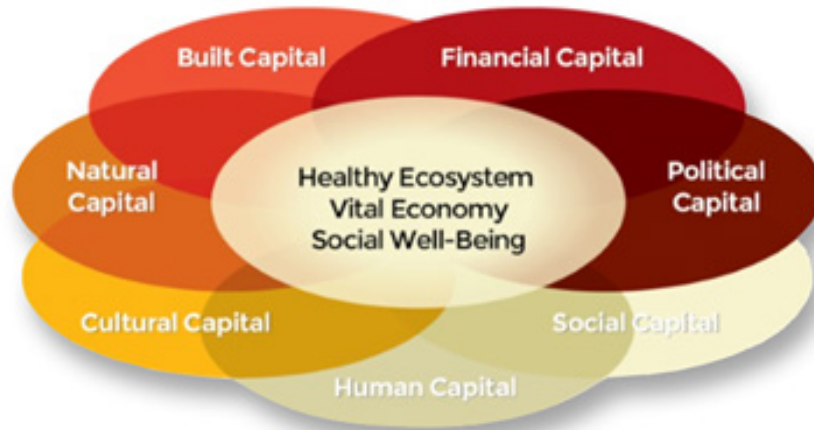 Built Capital
Financial Capital
Natural
Capital
Healthy Ecosystem
Vital Economy
Social Well-Being
Political
Capital
Cultural Capital
Social Capital
Human Capital